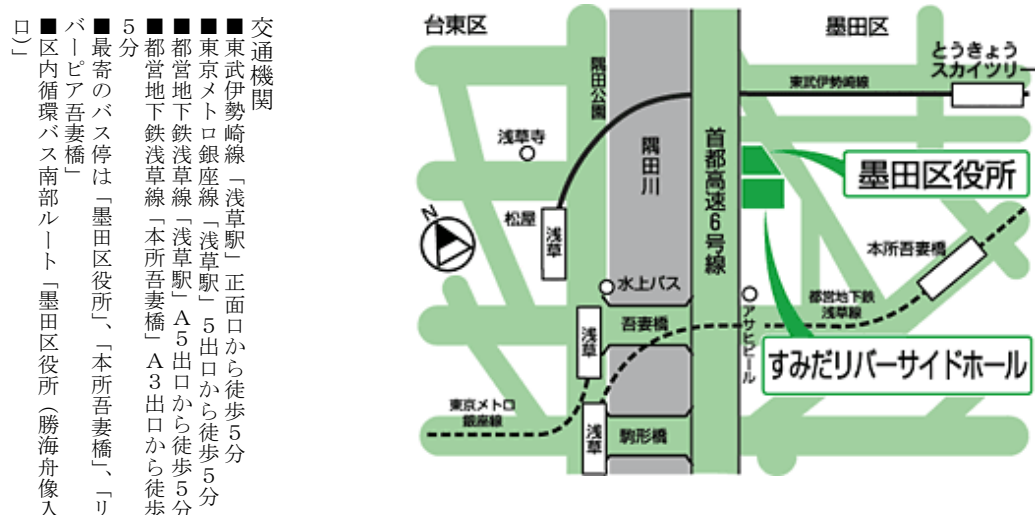 交通機関
■東武伊勢崎線「浅草駅」正面口から徒歩5分
■東京メトロ銀座線「浅草駅」5出口から徒歩5分
■都営地下鉄浅草線「浅草駅」A5出口から徒歩5分
■都営地下鉄浅草線「本所吾妻橋」A3出口から徒歩
5分
■最寄のバス停は「墨田区役所」、「本所吾妻橋」、「リ
バーピア吾妻橋」
■区内循環バス南部ルート「墨田区役所(勝海舟像入
口)」
台東区
墨田区
とうきょう
スカイツリー
東武伊勢崎線
隅田公園
浅草寺
隅田川
首都高速6号線
墨田区役所
N
松屋
浅草
本所吾妻橋
水上バス
都営地下鉄
浅草線
吾妻橋
浅草
アサヒビール
すみだリバーサイドホール
東京メトロ
銀座線
浅草
駒形橋